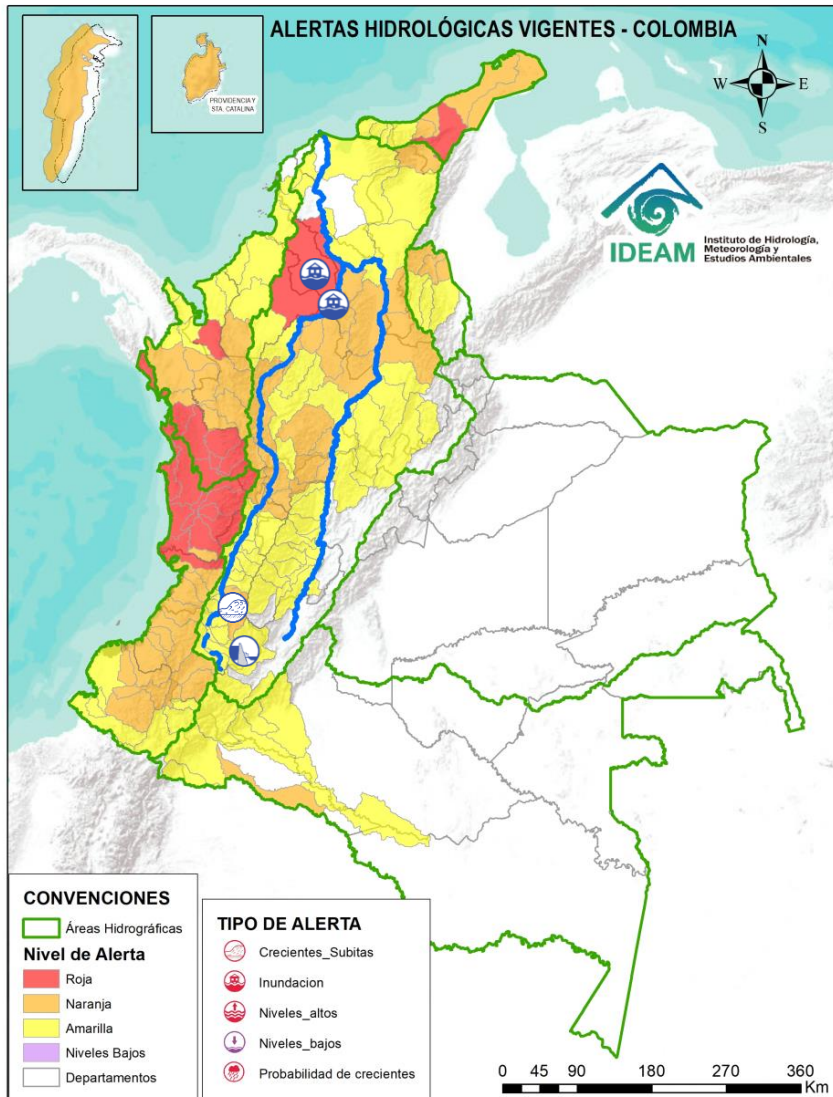 ALERTAS HIDROLÓGICAS VIGENTES - COLOMBIA
PROVIDENCIA Y
STA. CATALINA
N
W
E
S
IDEAM
Instituto de Hidrología,
Meteorología y
Estudios Ambientales
CONVENCIONES
Áreas Hidrográficas
Nivel de Alerta
Roja
Naranja
Amarilla
Niveles Bajos
Departamentos
TIPO DE ALERTA
Crecientes_Subitas
Inundacion
Niveles_altos
Niveles_bajos
Probabilidad de crecientes
0 45 90 180 270 360
Km